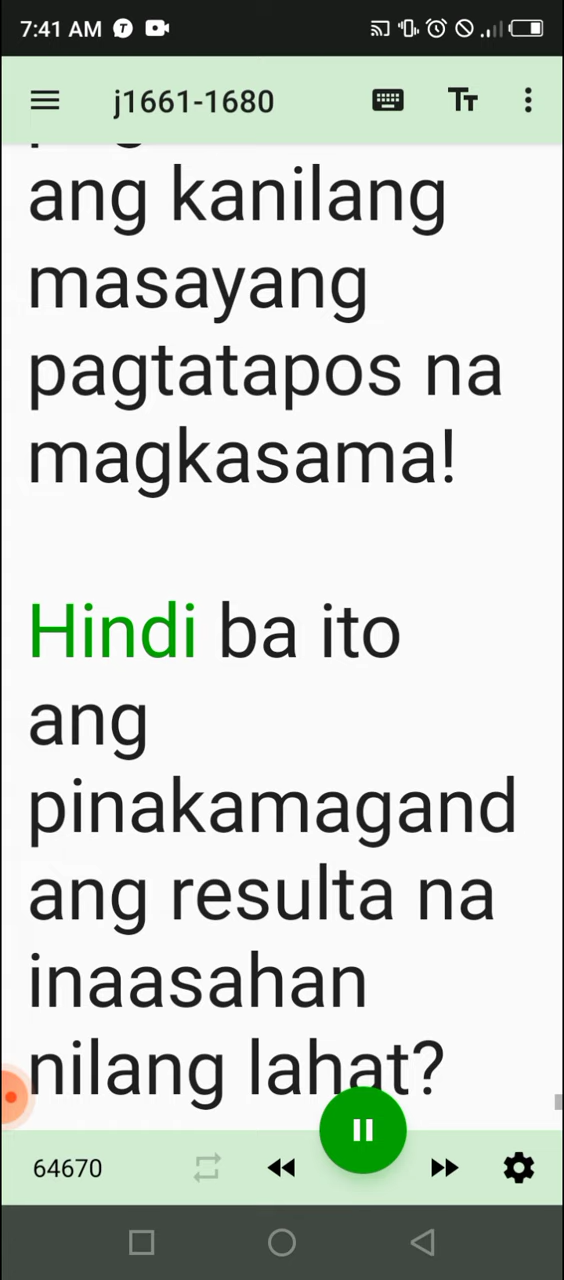 7:41 AM
j1661-1680
ang kanilang
masayang
pagtatapos na
magkasama!
Hindi ba ito
ang
pinakamagand
ang resulta na
inaasahan
nilang lahat?
64670